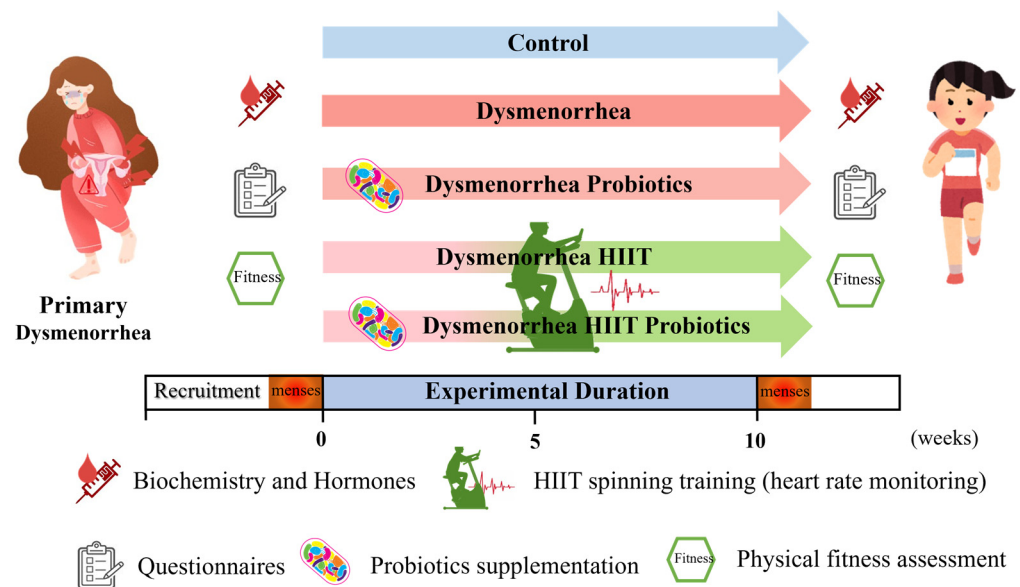 Control
Dysmenorrhea
Dysmenorrhea Probiotics
Fitness
Dysmenorrhea HIIT
Fitness
Primary
Dysmenorrhea
Dysmenorrhea HIIT Probiotics
Recruitment menses Experimental Duration menses
0 5 10 (weeks)
Biochemistry and Hormones HIIT spinning training (heart rate monitoring)
Questionnaires Probiotics supplementation Fitness Physical fitness assessment